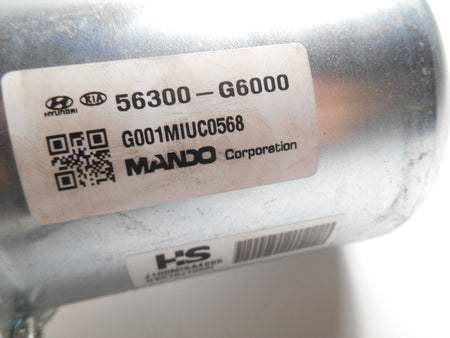 HYUNDAI KIA 56300-G6000
G001MIUC0568
MANDO Corporation
HS